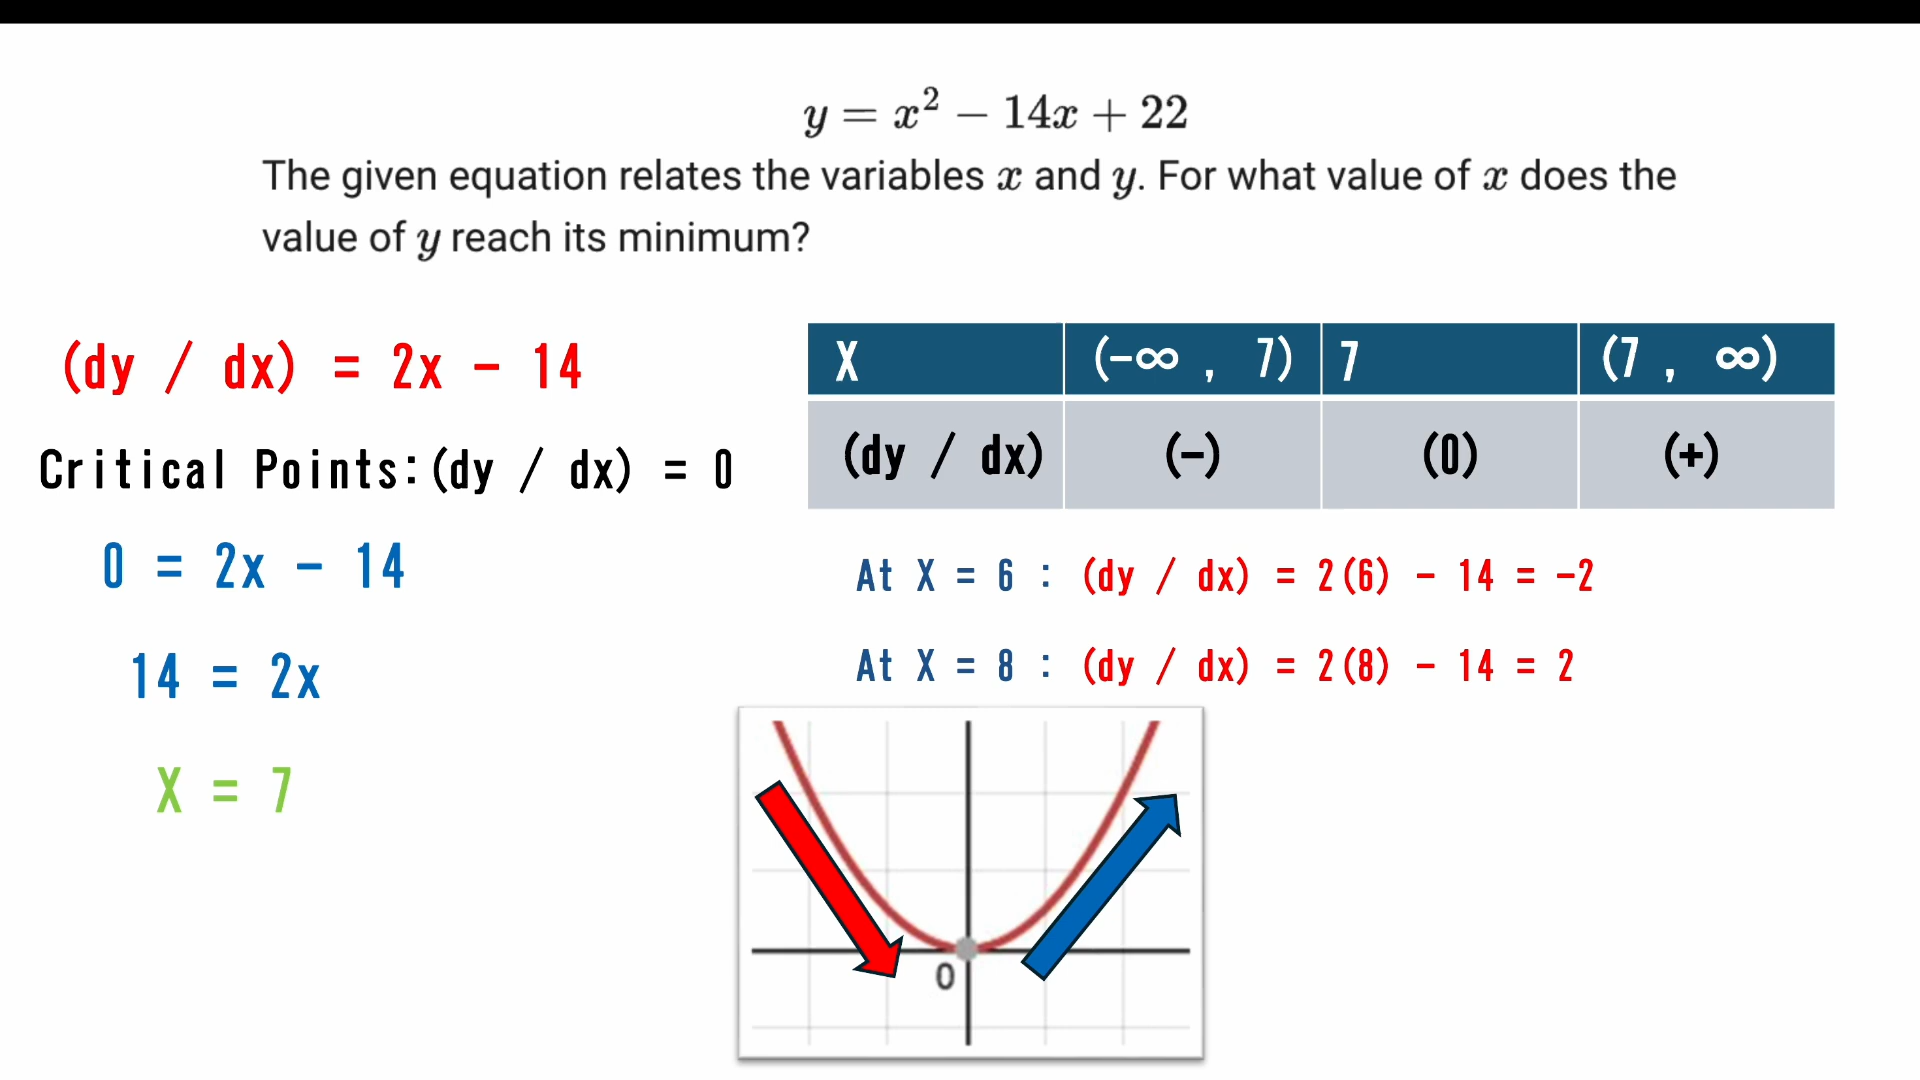 y = x² − 14x + 22
The given equation relates the variables x and y. For what value of x does the
value of y reach its minimum?
(dy / dx) = 2x − 14
Critical Points:(dy / dx) = 0
0 = 2x − 14
14 = 2x
X = 7
X (−∞ , 7) 7 (7 , ∞)
(dy / dx) (−) (0) (+)
At X = 6 : (dy / dx) = 2(6) − 14 = −2
At X = 8 : (dy / dx) = 2(8) − 14 = 2
0